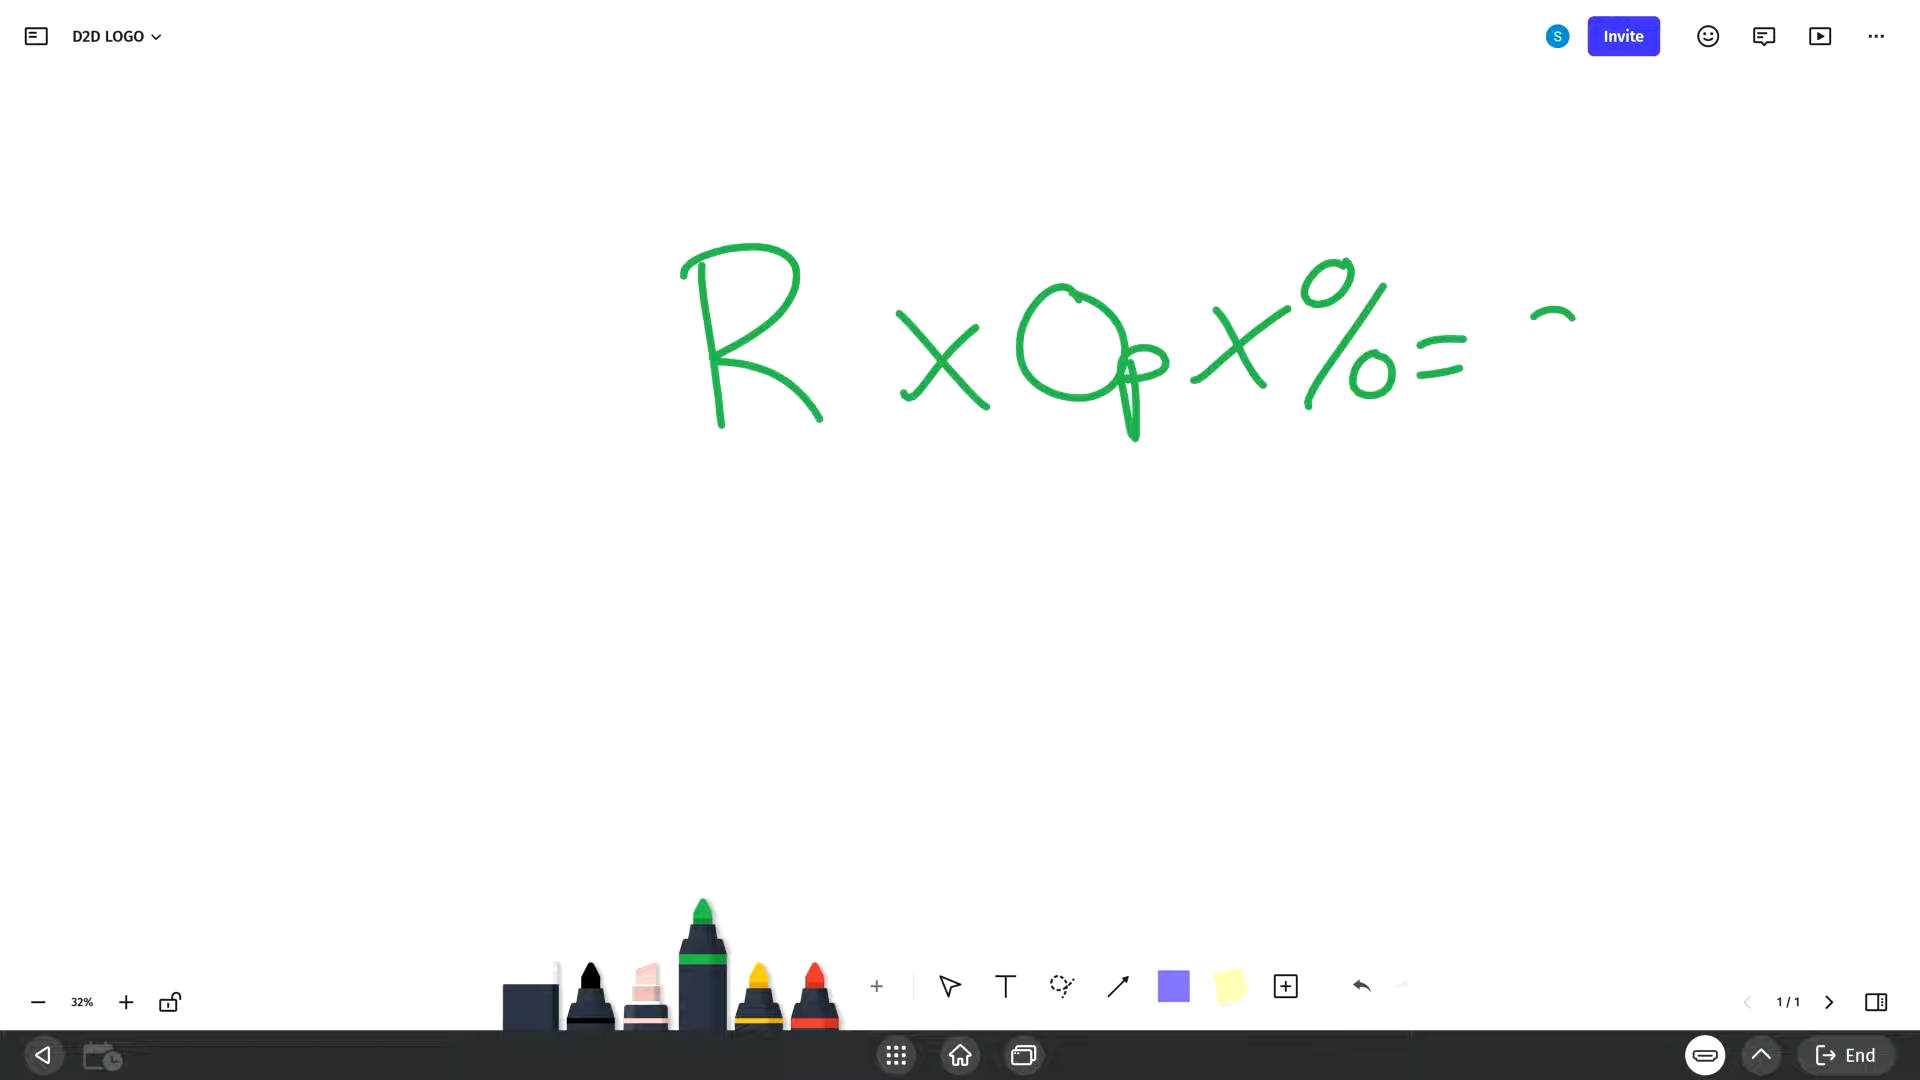 D2D LOGO
S
Invite
R x Op x % =
32%
1 / 1
End